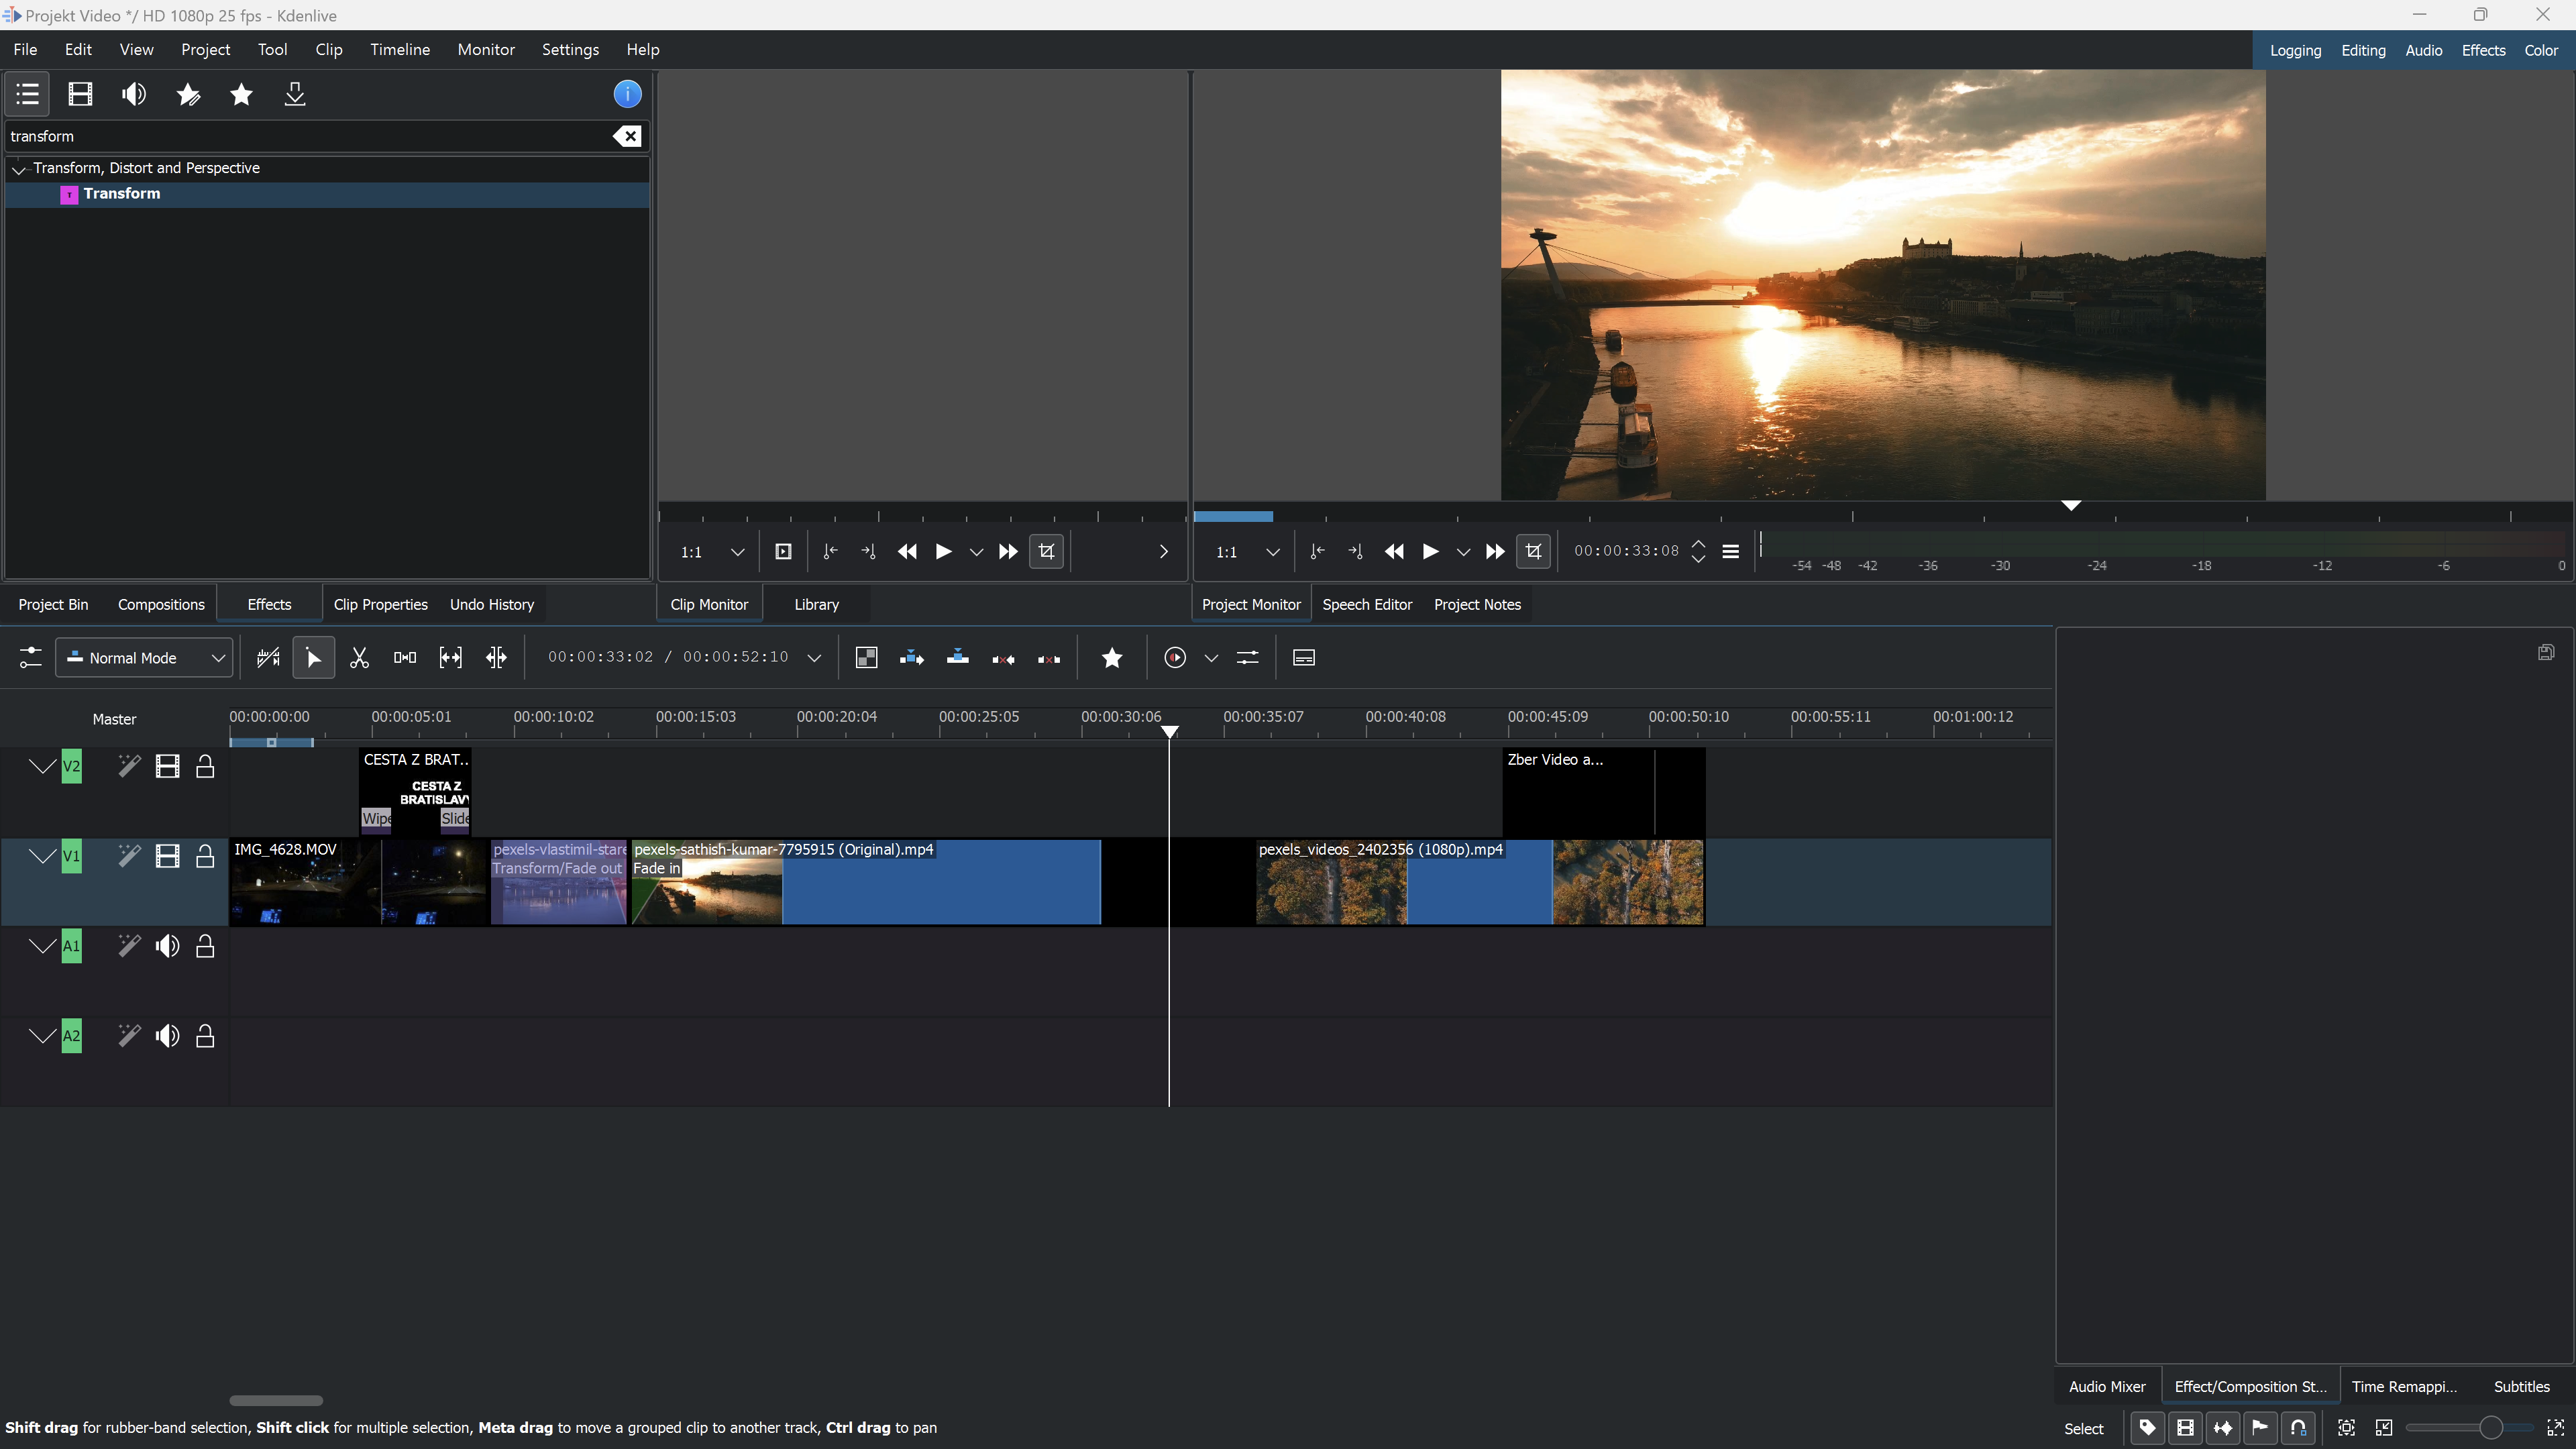 Projekt Video */ HD 1080p 25 fps - Kdenlive
File Edit View Project Tool Clip Timeline Monitor Settings Help
Logging Editing Audio Effects Color
transform
Transform, Distort and Perspective
T Transform
1:1
1:1
00:00:33:08
-54 -48 -42 -36 -30 -24 -18 -12 -6 0
Project Bin Compositions Effects Clip Properties Undo History
Clip Monitor Library
Project Monitor Speech Editor Project Notes
Normal Mode
00:00:33:02 / 00:00:52:10
Master
00:00:00:00 00:00:05:01 00:00:10:02 00:00:15:03 00:00:20:04 00:00:25:05 00:00:30:06 00:00:35:07 00:00:40:08 00:00:45:09 00:00:50:10 00:00:55:11 00:01:00:12
V2
CESTA Z BRAT...
CESTA Z
BRATISLAVY
Wipe
Slide
Zber Video a...
V1
IMG_4628.MOV
pexels-vlastimil-stare
Transform/Fade out
pexels-sathish-kumar-7795915 (Original).mp4
Fade in
pexels_videos_2402356 (1080p).mp4
A1
A2
Audio Mixer Effect/Composition St... Time Remappi... Subtitles
Shift drag for rubber-band selection, Shift click for multiple selection, Meta drag to move a grouped clip to another track, Ctrl drag to pan
Select